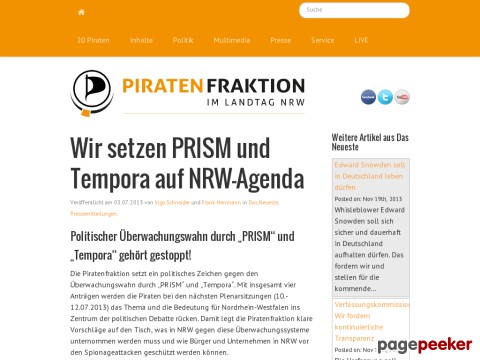 Suche
20 Piraten Inhalte Politik Multimedia Presse Service LIVE
PIRATENFRAKTION
IM LANDTAG NRW
Wir setzen PRISM und
Tempora auf NRW-Agenda
Veröffentlicht am 03.07.2013 von Ingo Schneider und Frank Herrmann in Das Neueste,
Pressemitteilungen.
Politischer Überwachungswahn durch „PRISM“ und
„Tempora“ gehört gestoppt!
Die Piratenfraktion setzt ein politisches Zeichen gegen den
Überwachungswahn durch „PRISM“ und „Tempora“. Mit insgesamt vier
Anträgen werden die Piraten bei den nächsten Plenarsitzungen (10.-
12.07.2013) das Thema und die Bedeutung für Nordrhein-Westfalen ins
Zentrum der politischen Debatte rücken. Damit legt die Piratenfraktion klare
Vorschläge auf den Tisch, was in NRW gegen diese Überwachungssysteme
unternommen werden muss und wie Bürger und Unternehmen in NRW vor
den Spionageattacken geschützt werden können.
Weitere Artikel aus Das
Neueste
Edward Snowden soll
in Deutschland leben
dürfen
Posted on: Nov 19th, 2013
Whisleblower Edward
Snowden soll sich
sicher und dauerhaft
in Deutschland
aufhalten dürfen. Das
fordern wir und
stellen für die
kommende...
Verfassungskommission
Wir fordern
kontinuierliche
Transparenz
Posted on: Nov
pagepeeker